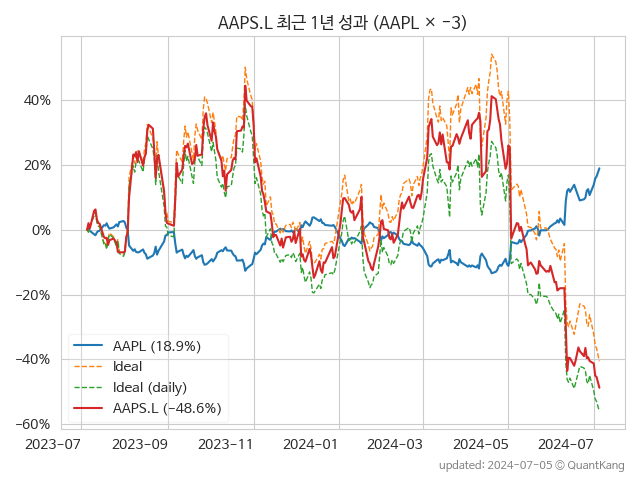 AAPS.L 최근 1년 성과 (AAPL × −3)
40%
20%
0%
−20%
−40%
−60%
AAPL (18.9%)
Ideal
Ideal (daily)
AAPS.L (−48.6%)
2023-07 2023-09 2023-11 2024-01 2024-03 2024-05 2024-07
updated: 2024-07-05 © QuantKang